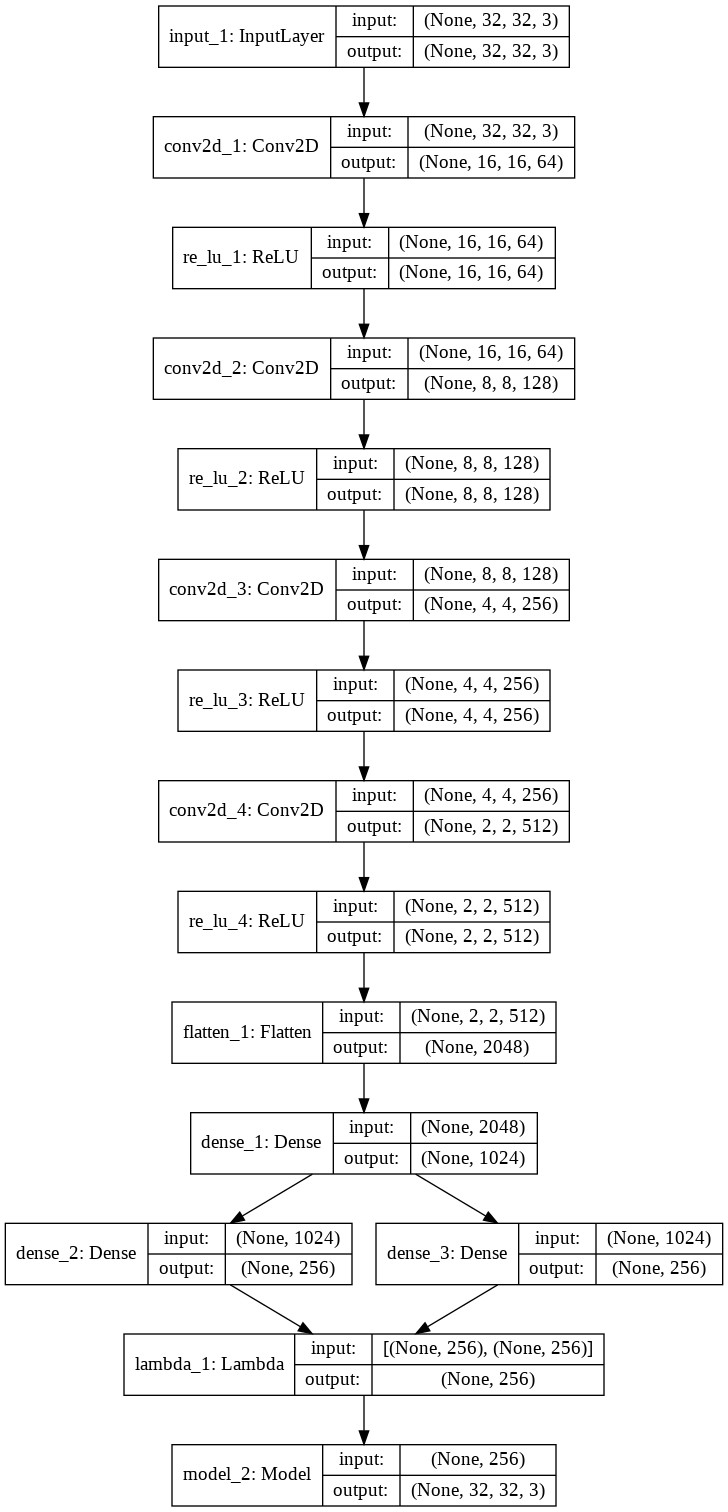 input_1: InputLayer
input:
(None, 32, 32, 3)
output:
(None, 32, 32, 3)
conv2d_1: Conv2D
input:
(None, 32, 32, 3)
output:
(None, 16, 16, 64)
re_lu_1: ReLU
input:
(None, 16, 16, 64)
output:
(None, 16, 16, 64)
conv2d_2: Conv2D
input:
(None, 16, 16, 64)
output:
(None, 8, 8, 128)
re_lu_2: ReLU
input:
(None, 8, 8, 128)
output:
(None, 8, 8, 128)
conv2d_3: Conv2D
input:
(None, 8, 8, 128)
output:
(None, 4, 4, 256)
re_lu_3: ReLU
input:
(None, 4, 4, 256)
output:
(None, 4, 4, 256)
conv2d_4: Conv2D
input:
(None, 4, 4, 256)
output:
(None, 2, 2, 512)
re_lu_4: ReLU
input:
(None, 2, 2, 512)
output:
(None, 2, 2, 512)
flatten_1: Flatten
input:
(None, 2, 2, 512)
output:
(None, 2048)
dense_1: Dense
input:
(None, 2048)
output:
(None, 1024)
dense_2: Dense
input:
(None, 1024)
output:
(None, 256)
dense_3: Dense
input:
(None, 1024)
output:
(None, 256)
lambda_1: Lambda
input:
[(None, 256), (None, 256)]
output:
(None, 256)
model_2: Model
input:
(None, 256)
output:
(None, 32, 32, 3)